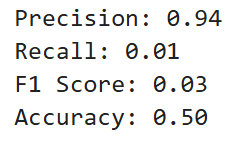 Precision: 0.94
Recall: 0.01
F1 Score: 0.03
Accuracy: 0.50